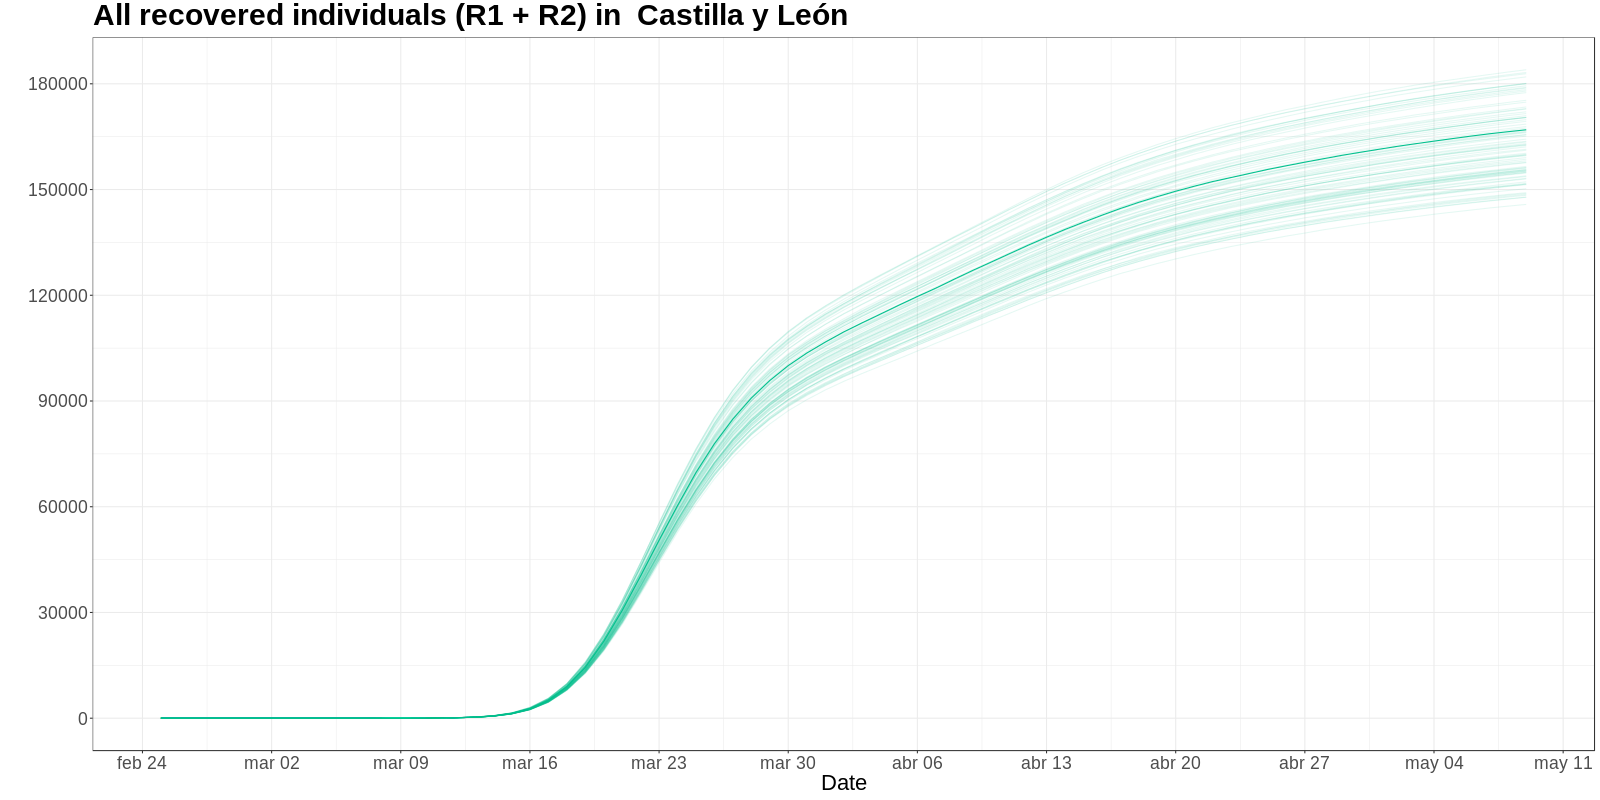 All recovered individuals (R1 + R2) in  Castilla y León
180000
150000
120000
90000
60000
30000
0
feb 24 mar 02 mar 09 mar 16 mar 23 mar 30 abr 06 abr 13 abr 20 abr 27 may 04 may 11
Date